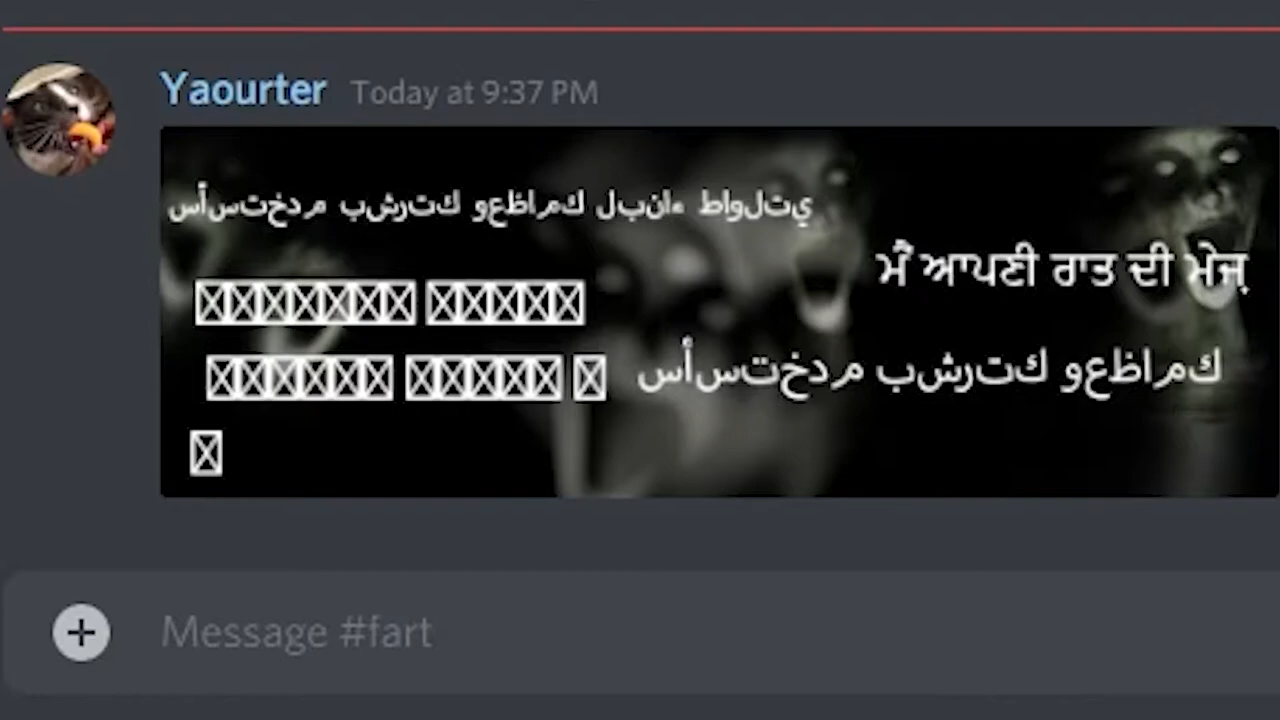 Yaourter Today at 9:37 PM
سأستخدم بشرتك وعظامك لبناء طاولتي
ਮੈਂ ਆਪਣੀ ਰਾਤ ਦੀ ਮੇਜ਼
سأستخدم بشرتك وعظامك
Message #fart